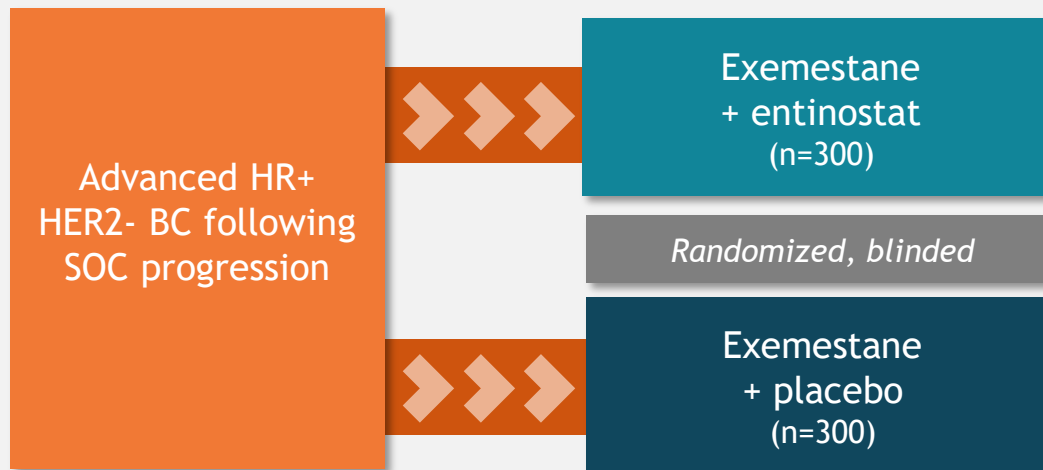 Advanced HR+
HER2- BC following
SOC progression
Exemestane
+ entinostat
(n=300)
Randomized, blinded
Exemestane
+ placebo
(n=300)